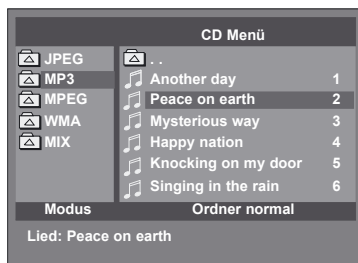 CD Menü
JPEG
MP3
MPEG
WMA
MIX
. .
Another day 1
Peace on earth 2
Mysterious way 3
Happy nation 4
Knocking on my door 5
Singing in the rain 6
Modus
Ordner normal
Lied: Peace on earth